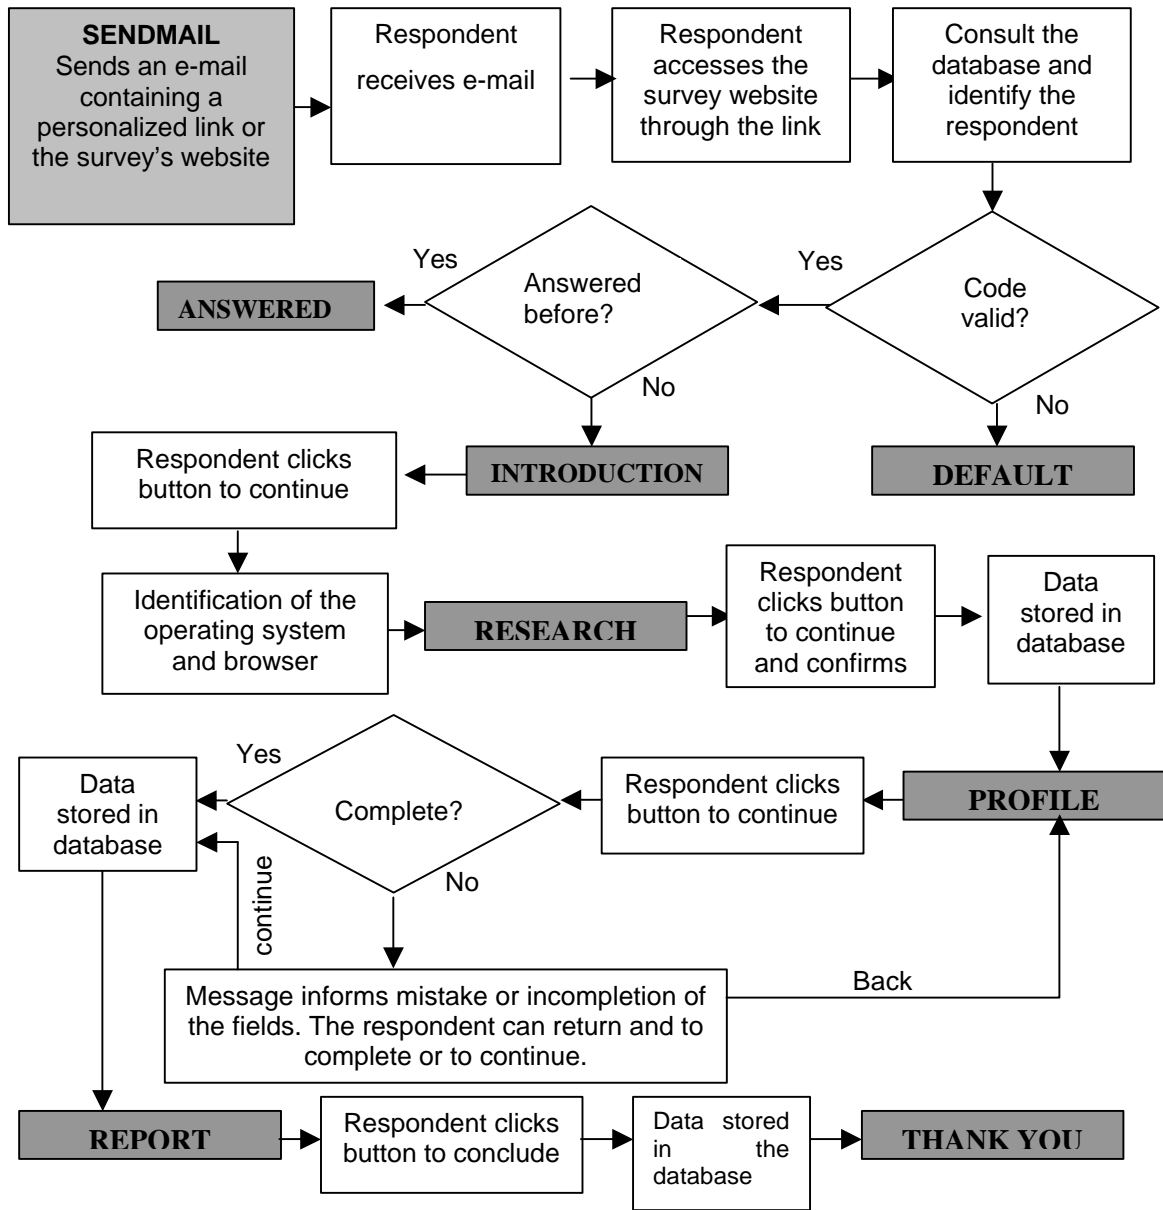 SENDMAIL
Sends an e-mail
containing a
personalized link or
the survey's website
Respondent
receives e-mail
Respondent
accesses the
survey website
through the link
Consult the
database and
identify the
respondent
Yes
Answered
before?
Yes
Code
valid?
ANSWERED
No
No
Respondent clicks
button to continue
INTRODUCTION
DEFAULT
Identification of the
operating system
and browser
RESEARCH
Respondent
clicks button
to continue
and confirms
Data
stored in
database
Yes
Data
stored in
database
Complete?
Respondent clicks
button to continue
PROFILE
No
continue
Back
Message informs mistake or incompletion of
the fields. The respondent can return and to
complete or to continue.
REPORT
Respondent clicks
button to conclude
Data stored
in the
database
THANK YOU